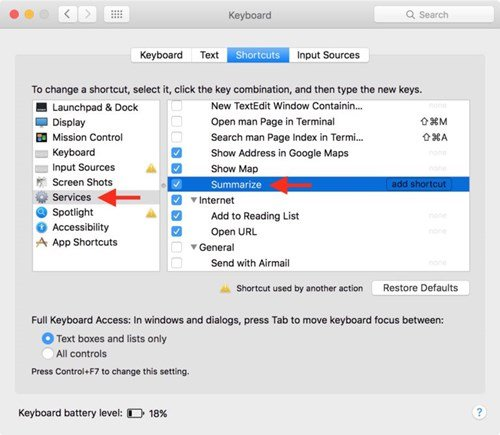 Keyboard
Search
Keyboard
Text
Shortcuts
Input Sources
To change a shortcut, select it, click the key combination, and then type the new keys.
Launchpad & Dock
Display
Mission Control
Keyboard
Input Sources
Screen Shots
Services
Spotlight
Accessibility
App Shortcuts
New TextEdit Window Containin... none
Open man Page in Terminal ⇧⌘M
Search man Page Index in Termi... ⇧⌘A
Show Address in Google Maps none
Show Map none
Summarize add shortcut
Internet
Add to Reading List none
Open URL none
General
Send with Airmail none
Shortcut used by another action
Restore Defaults
Full Keyboard Access: In windows and dialogs, press Tab to move keyboard focus between:
Text boxes and lists only
All controls
Press Control+F7 to change this setting.
Keyboard battery level: 18%
?